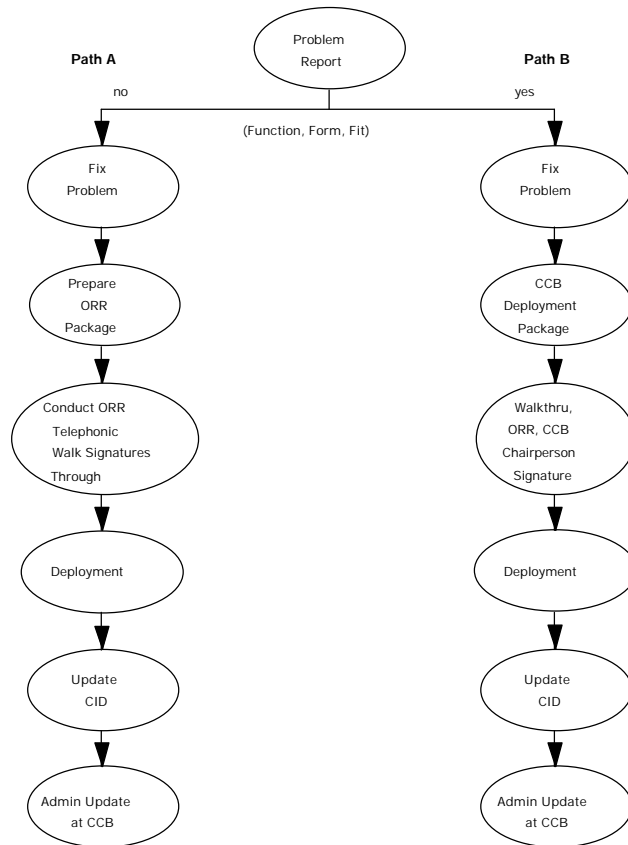 Problem
Report
Path A
Path B
no
yes
(Function, Form, Fit)
Fix
Problem
Fix
Problem
Prepare
ORR
Package
CCB
Deployment
Package
Conduct ORR
Telephonic
Walk Signatures
Through
Walkthru,
ORR, CCB
Chairperson
Signature
Deployment
Deployment
Update
CID
Update
CID
Admin Update
at CCB
Admin Update
at CCB